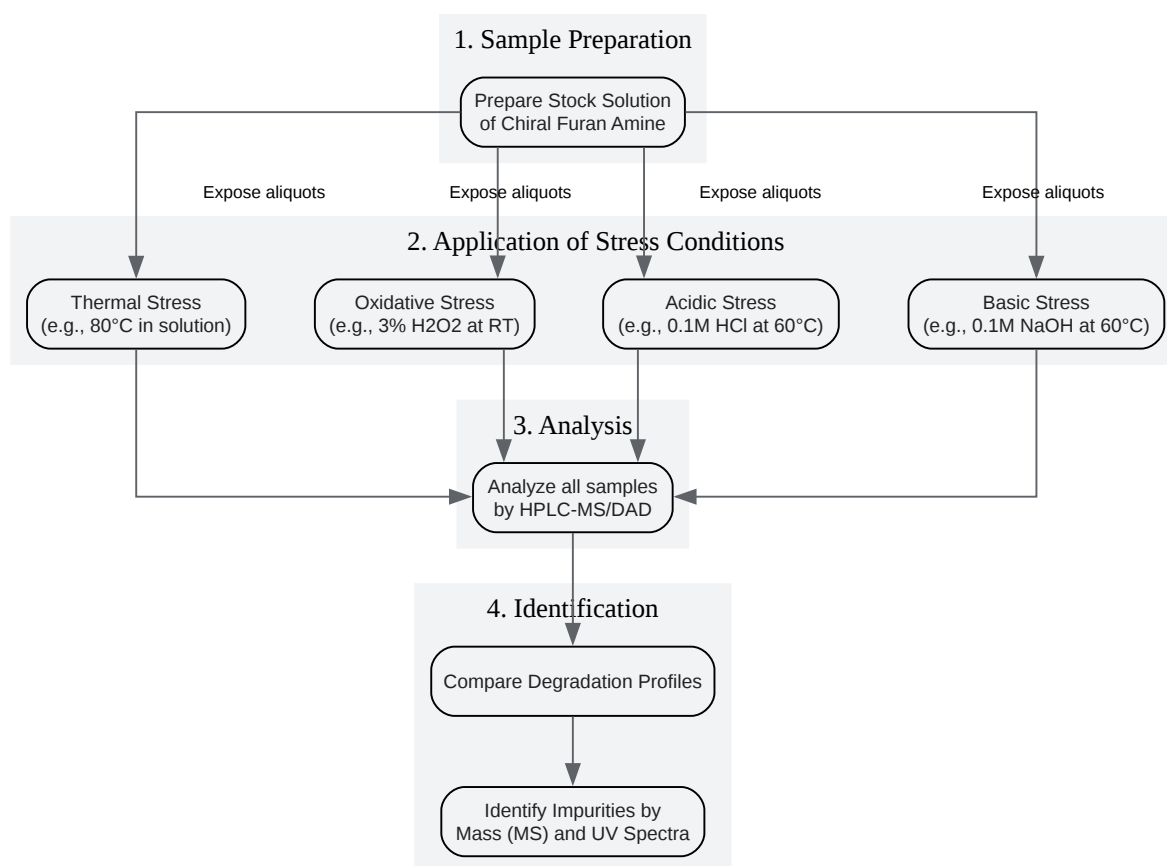 1. Sample Preparation
Prepare Stock Solution
of Chiral Furan Amine
Expose aliquots
Expose aliquots
Expose aliquots
Expose aliquots
2. Application of Stress Conditions
Thermal Stress
(e.g., 80°C in solution)
Oxidative Stress
(e.g., 3% H2O2 at RT)
Acidic Stress
(e.g., 0.1M HCl at 60°C)
Basic Stress
(e.g., 0.1M NaOH at 60°C)
3. Analysis
Analyze all samples
by HPLC-MS/DAD
4. Identification
Compare Degradation Profiles
Identify Impurities by
Mass (MS) and UV Spectra